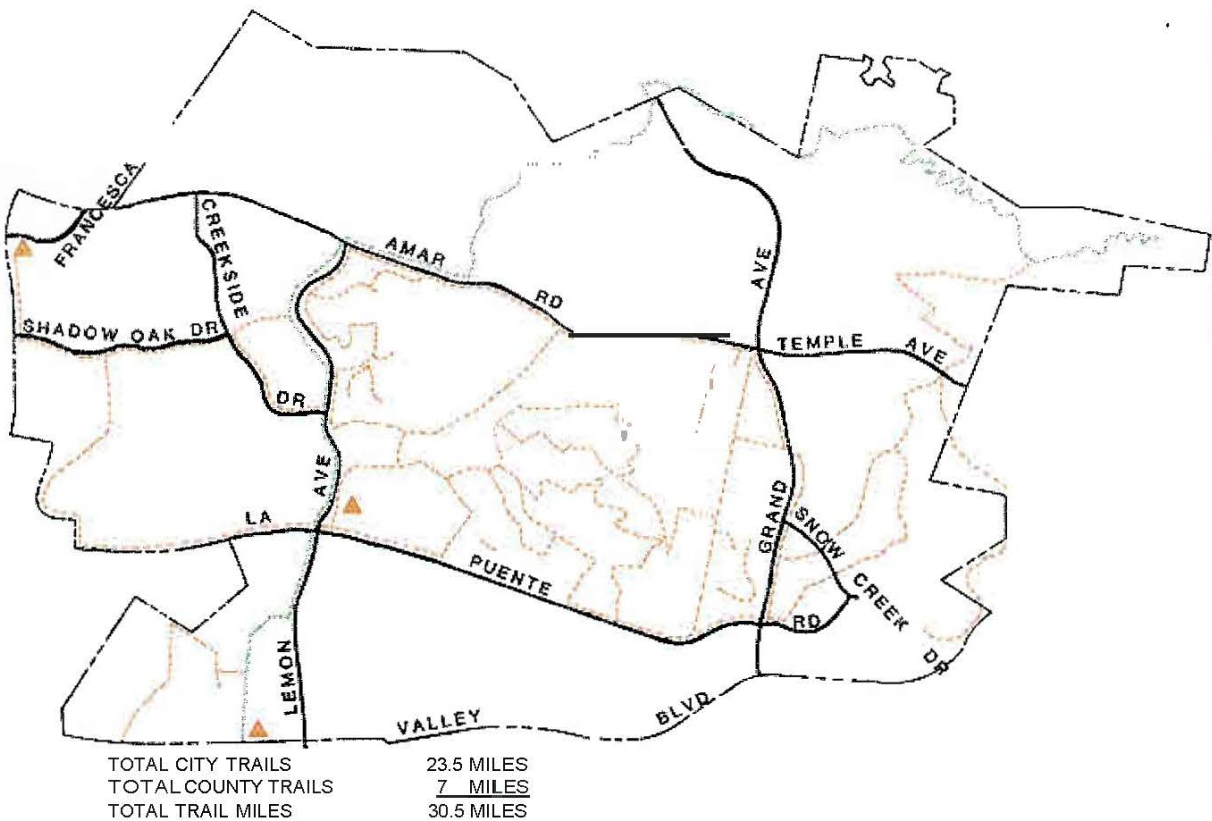 FRANCESCA
CREEKSIDE
DR
AMAR
RD
AVE
SHADOW OAK DR
TEMPLE AVE
LA
PUENTE
RD
LEMON
AVE
GRAND
SNOW
CREEK
DR
VALLEY
BLVD
TOTAL CITY TRAILS 23.5 MILES
TOTAL COUNTY TRAILS 7 MILES
TOTAL TRAIL MILES 30.5 MILES